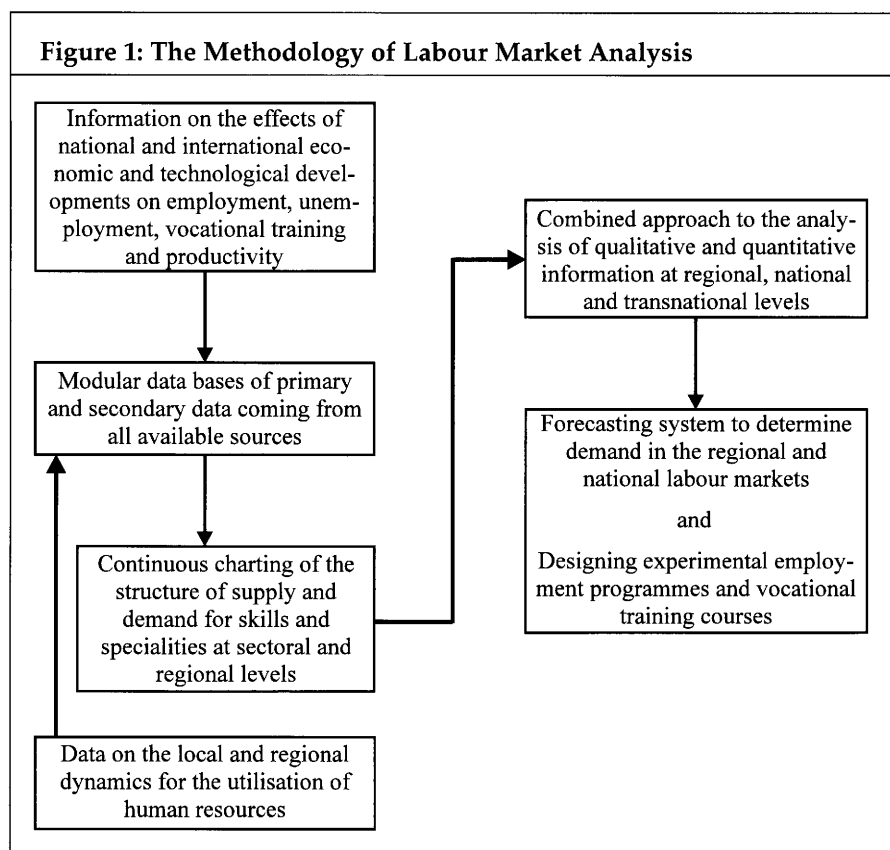 Figure 1: The Methodology of Labour Market Analysis
Information on the effects of
national and international eco-
nomic and technological devel-
opments on employment, unem-
ployment, vocational training
and productivity
Modular data bases of primary
and secondary data coming from
all available sources
Continuous charting of the
structure of supply and
demand for skills and
specialities at sectoral and
regional levels
Data on the local and regional
dynamics for the utilisation of
human resources
Combined approach to the analy-
sis of qualitative and quantitative
information at regional, national
and transnational levels
Forecasting system to determine
demand in the regional and
national labour markets
and
Designing experimental employ-
ment programmes and vocational
training courses